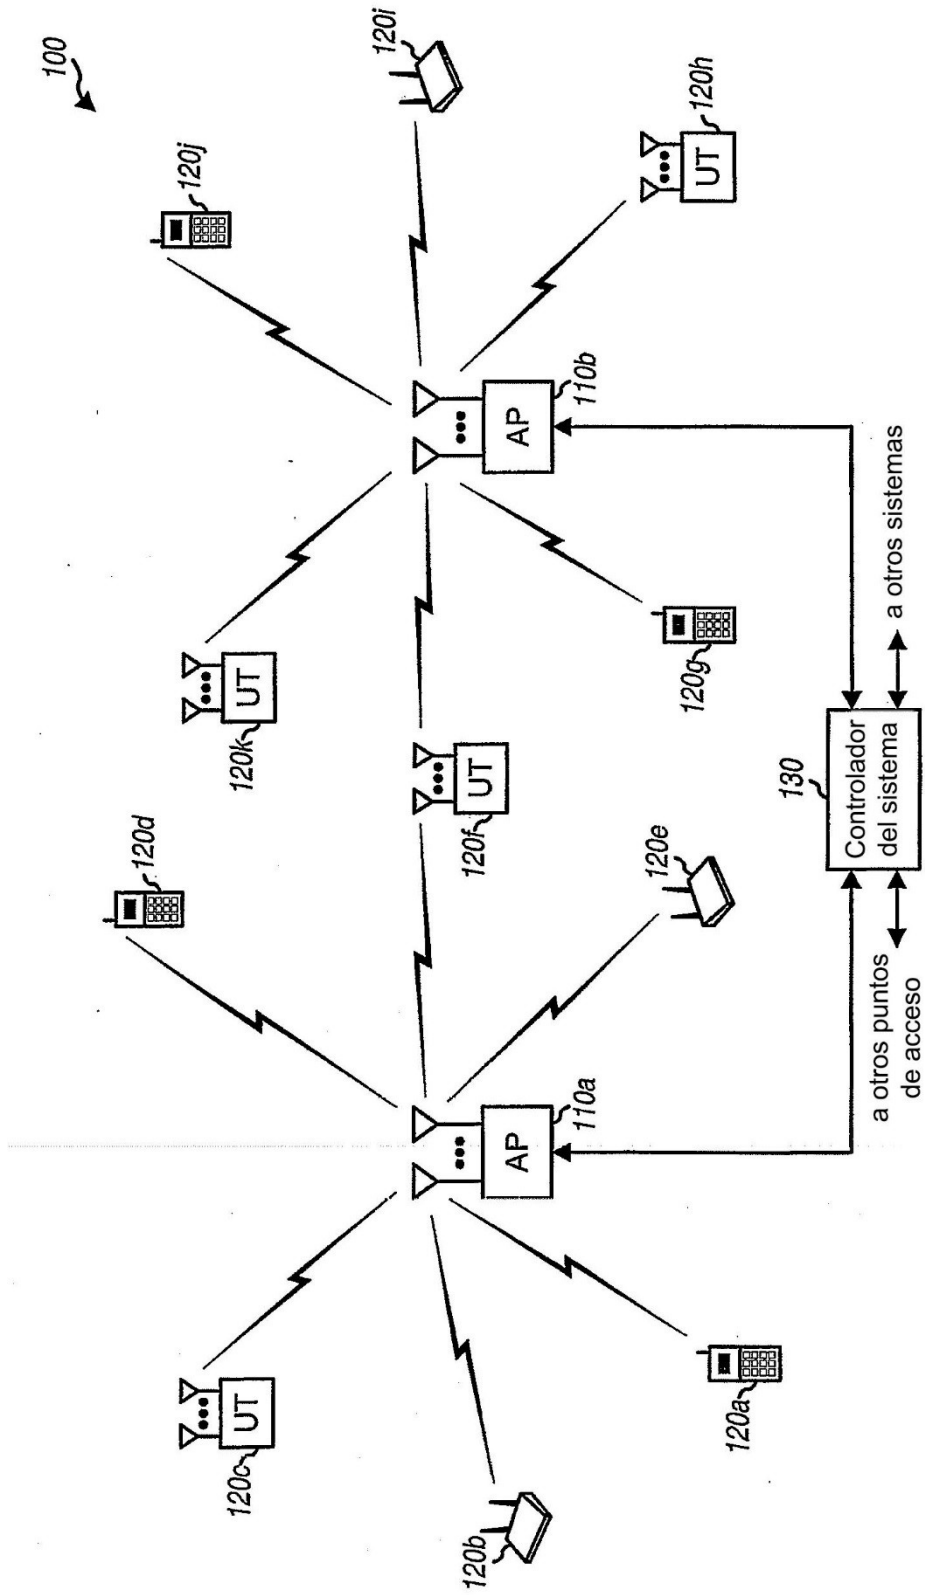 100
120j
120i
120d
120k
UT
120c
UT
120f
UT
120h
UT
110a
AP
110b
AP
120b
120e
120g
120a
130
Controlador
del sistema
a otros puntos
de acceso
a otros sistemas